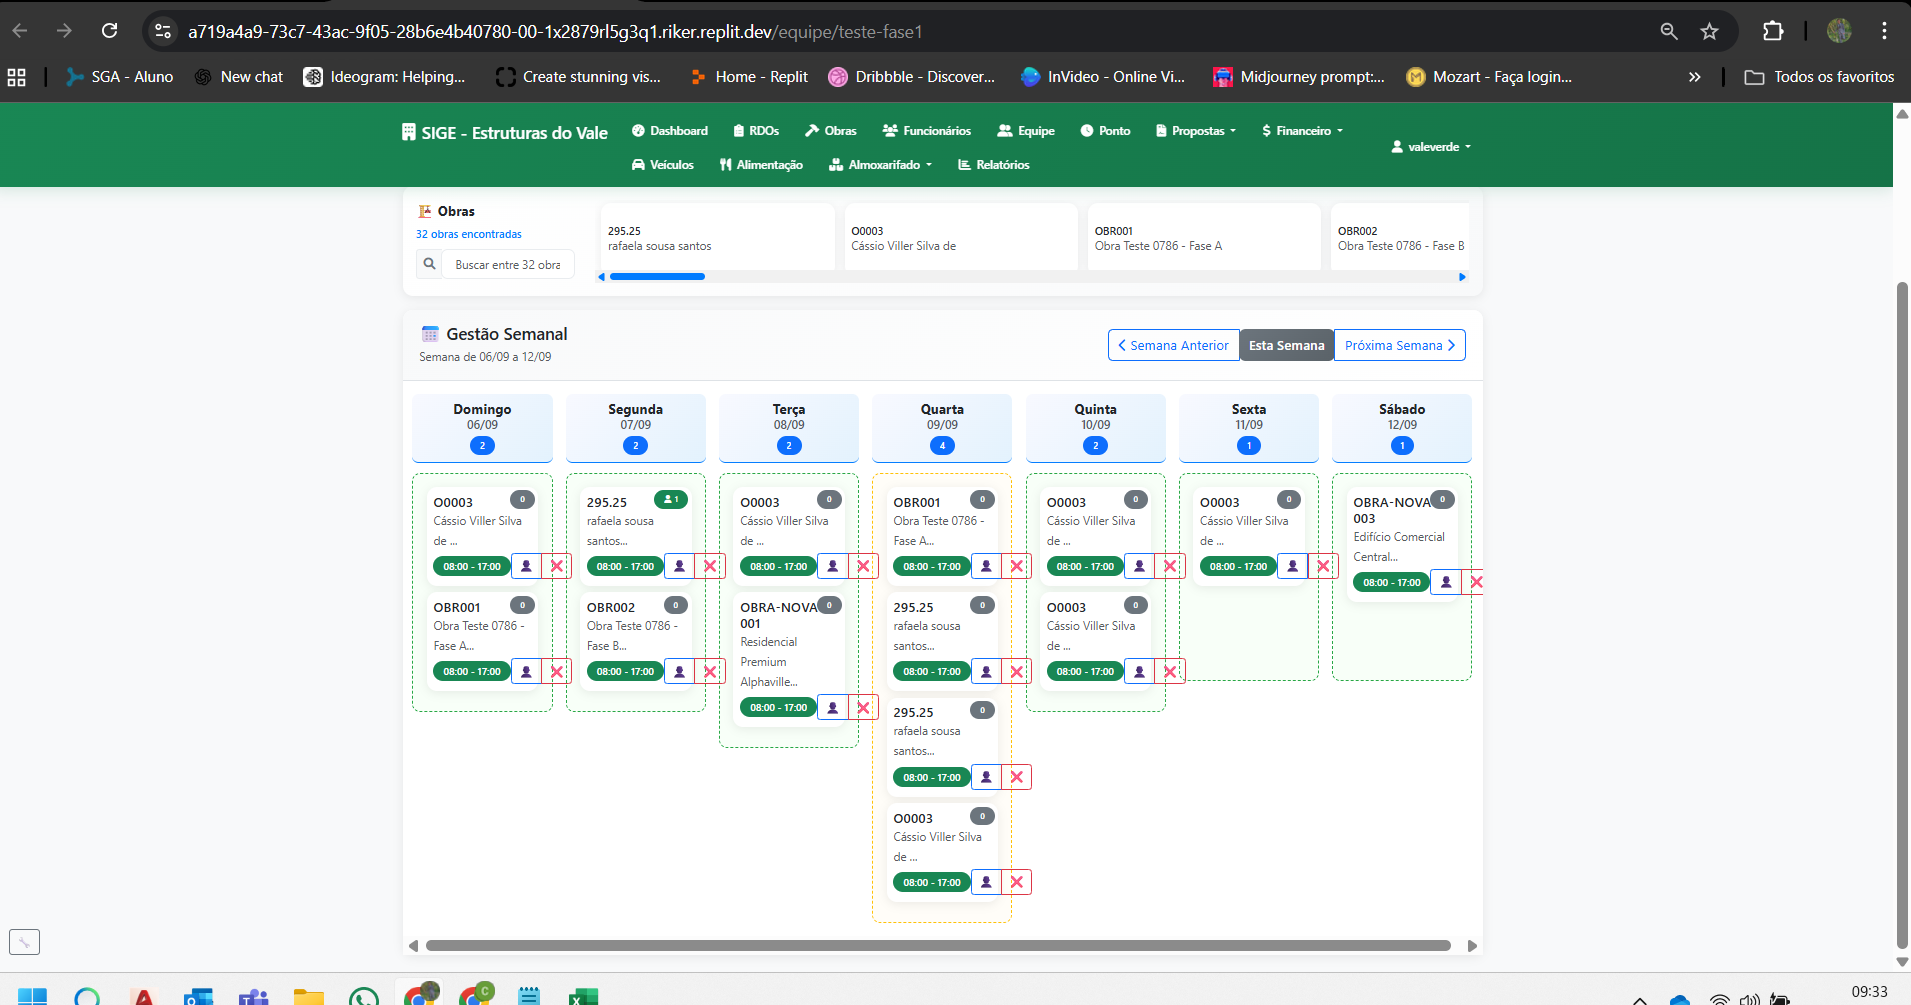 a719a4a9-73c7-43ac-9f05-28b6e4b40780-00-1x2879rl5g3q1.riker.replit.dev/equipe/teste-fase1
SGA - Aluno
New chat
Ideogram: Helping...
Create stunning vis...
Home - Replit
Dribbble - Discover...
InVideo - Online Vi...
Midjourney prompt:...
Mozart - Faça login...
Todos os favoritos
SIGE - Estruturas do Vale
Dashboard
RDOs
Obras
Funcionários
Equipe
Ponto
Propostas
Financeiro
valeverde
Veículos
Alimentação
Almoxarifado
Relatórios
Obras
32 obras encontradas
Buscar entre 32 obra
295.25
rafaela sousa santos
O0003
Cássio Viller Silva de
OBR001
Obra Teste 0786 - Fase A
OBR002
Obra Teste 0786 - Fase B
Gestão Semanal
Semana de 06/09 a 12/09
Semana Anterior
Esta Semana
Próxima Semana
Domingo
06/09
2
Segunda
07/09
2
Terça
08/09
2
Quarta
09/09
4
Quinta
10/09
2
Sexta
11/09
1
Sábado
12/09
1
O0003
0
Cássio Viller Silva
de ...
08:00 - 17:00
OBR001
0
Obra Teste 0786 -
Fase A...
08:00 - 17:00
295.25
1
rafaela sousa
santos...
08:00 - 17:00
OBR002
0
Obra Teste 0786 -
Fase B...
08:00 - 17:00
O0003
0
Cássio Viller Silva
de ...
08:00 - 17:00
OBRA-NOVA
0
001
Residencial
Premium
Alphaville...
08:00 - 17:00
OBR001
0
Obra Teste 0786 -
Fase A...
08:00 - 17:00
295.25
0
rafaela sousa
santos...
08:00 - 17:00
295.25
0
rafaela sousa
santos...
08:00 - 17:00
O0003
0
Cássio Viller Silva
de ...
08:00 - 17:00
O0003
0
Cássio Viller Silva
de ...
08:00 - 17:00
O0003
0
Cássio Viller Silva
de ...
08:00 - 17:00
O0003
0
Cássio Viller Silva
de ...
08:00 - 17:00
OBRA-NOVA
0
003
Edifício Comercial
Central...
08:00 - 17:00
C
09:33